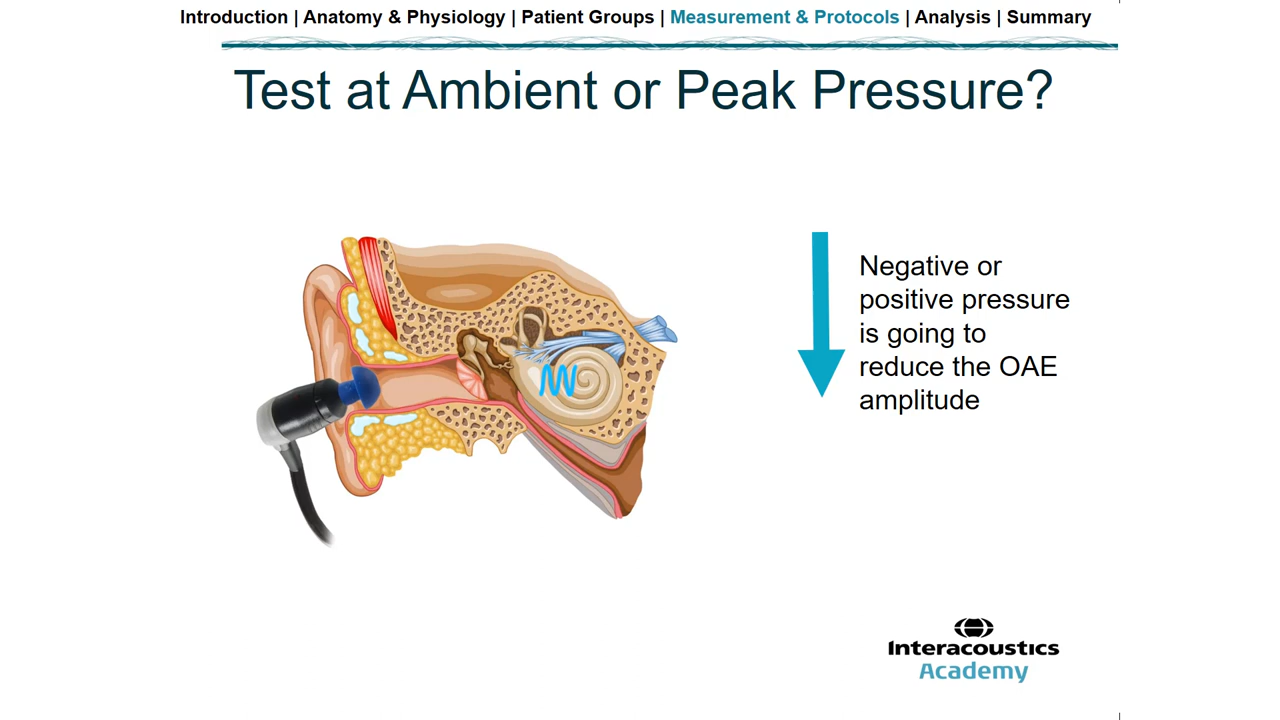 Introduction | Anatomy & Physiology | Patient Groups | Measurement & Protocols | Analysis | Summary
Test at Ambient or Peak Pressure?
Negative or
positive pressure
is going to
reduce the OAE
amplitude
Interacoustics
Academy